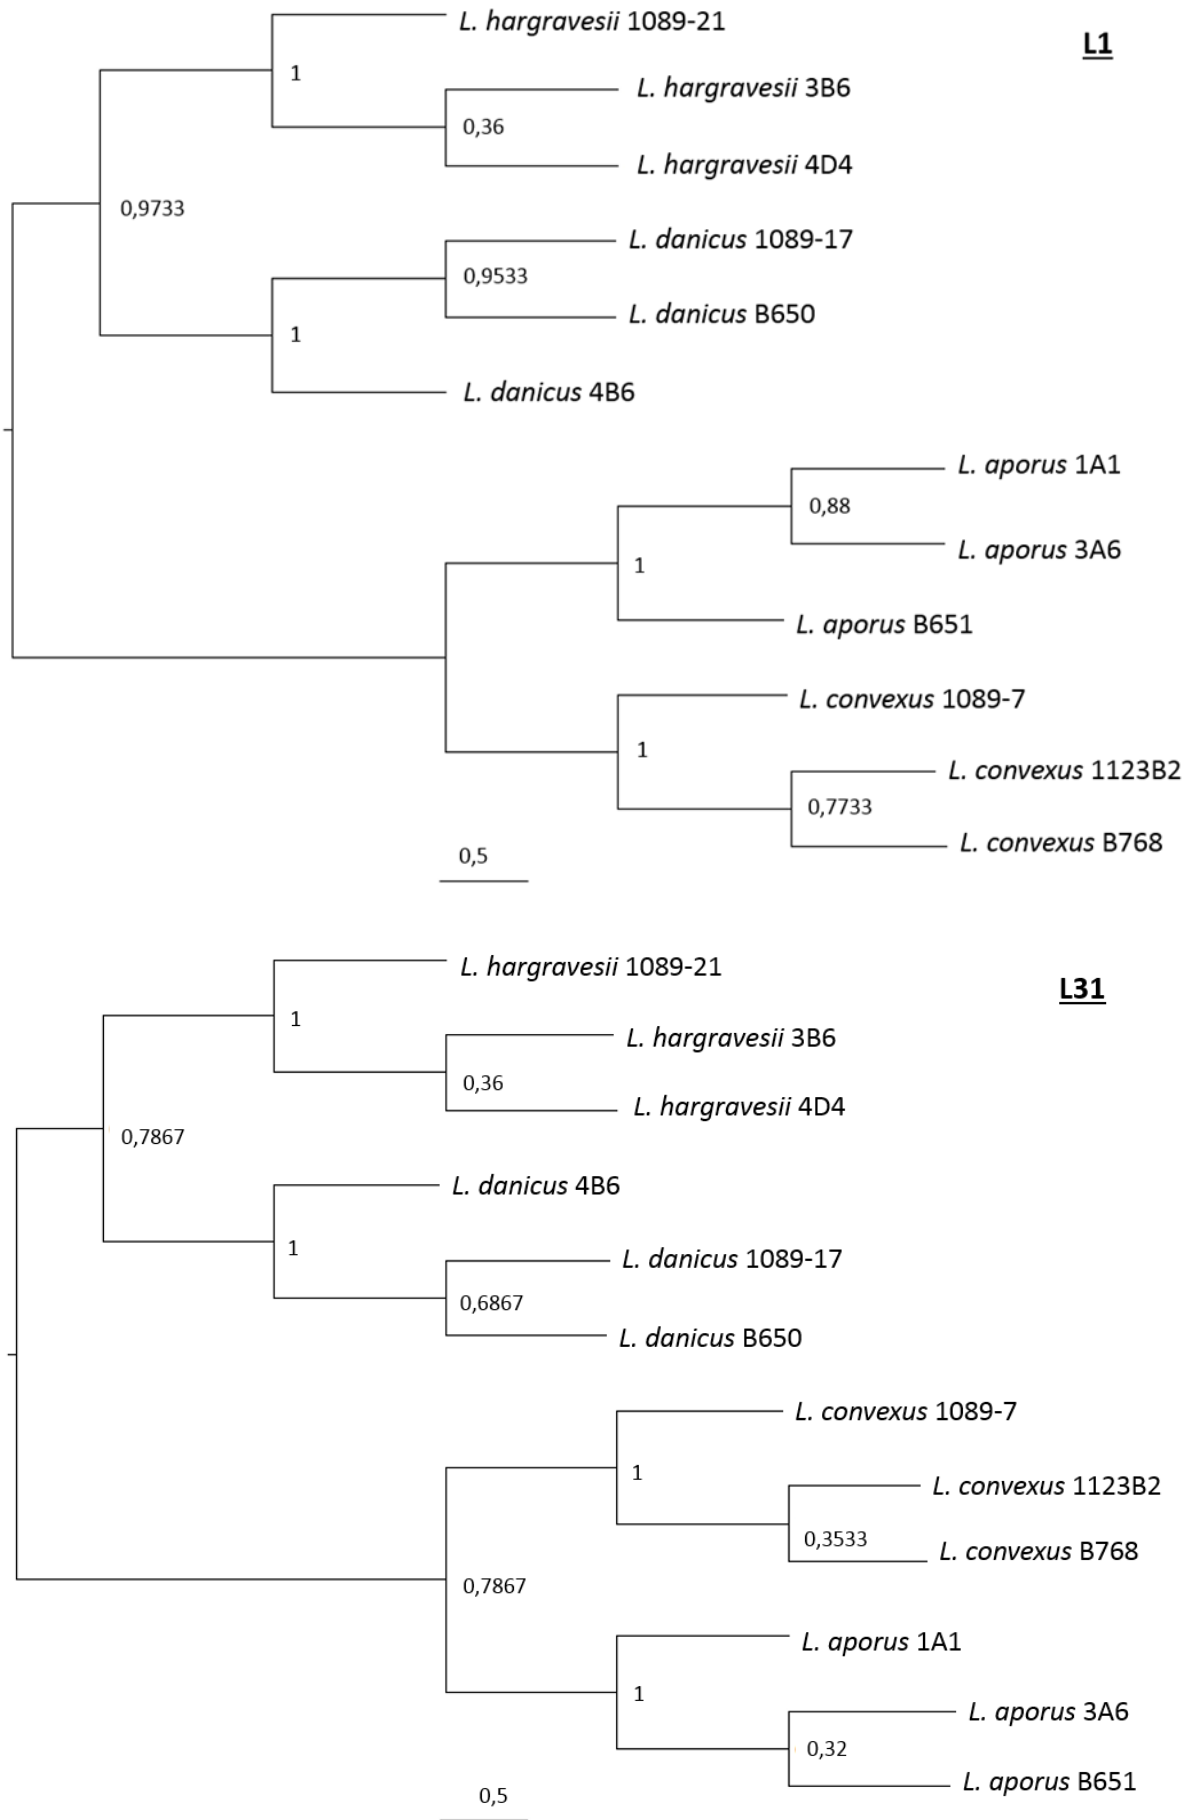 L. hargravesii 1089-21
L1
1
L. hargravesii 3B6
0,36
L. hargravesii 4D4
0,9733
L. danicus 1089-17
0,9533
L. danicus B650
1
L. danicus 4B6
L. aporus 1A1
0,88
L. aporus 3A6
1
L. aporus B651
L. convexus 1089-7
1
L. convexus 1123B2
0,7733
L. convexus B768
0,5
L. hargravesii 1089-21
L31
1
L. hargravesii 3B6
0,36
L. hargravesii 4D4
0,7867
L. danicus 4B6
1
L. danicus 1089-17
0,6867
L. danicus B650
L. convexus 1089-7
1
L. convexus 1123B2
0,3533
L. convexus B768
0,7867
L. aporus 1A1
1
L. aporus 3A6
0,32
L. aporus B651
0,5